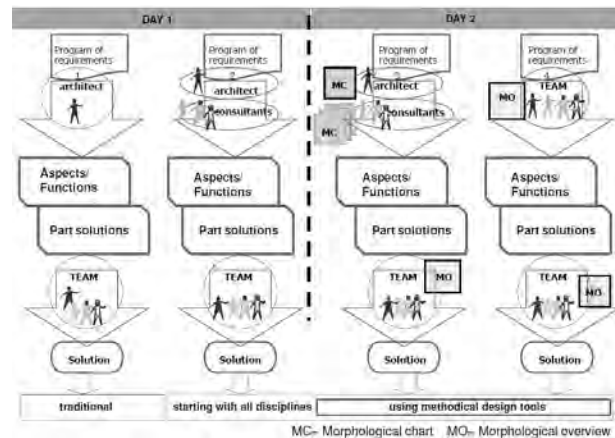 DAY 1
DAY 2
Program of requirements
1
architect
Program of requirements
2
architect
consultants
Program of requirements
3
MC
architect
consultants
MC
Program of requirements
4
TEAM
MO
Aspects/
Functions
Part solutions
Aspects/
Functions
Part solutions
Aspects/
Functions
Part solutions
Aspects/
Functions
Part solutions
TEAM
TEAM
TEAM
MO
TEAM
MO
Solution
Solution
Solution
Solution
traditional
starting with all disciplines
using methodical design tools
MC= Morphological chart MO= Morphological overview